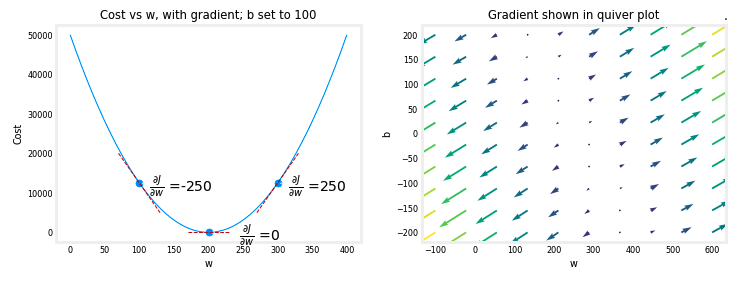 Cost vs w, with gradient; b set to 100
50000
40000
30000
20000
10000
0
Cost
∂J/∂w =-250
∂J/∂w =250
∂J/∂w =0
0 50 100 150 200 250 300 350 400
w
Gradient shown in quiver plot
200
150
100
50
0
−50
−100
−150
−200
b
−100 0 100 200 300 400 500 600
w